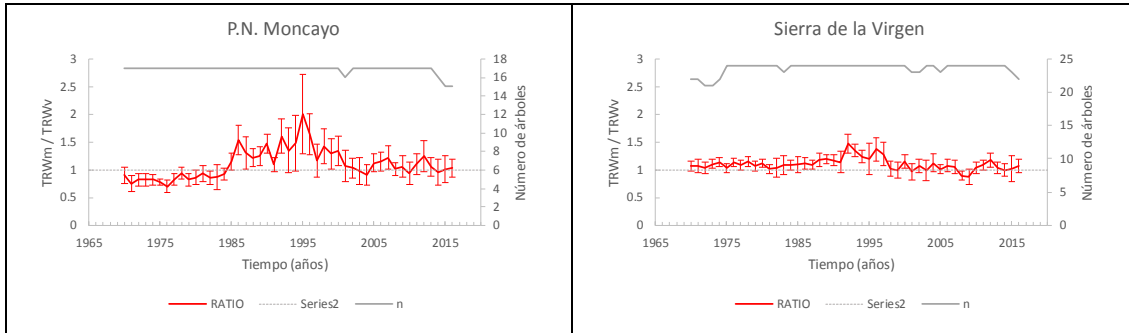 P.N. Moncayo
TRWm / TRWv
3
2.5
2
1.5
1
0.5
0
18
16
14
12
10
8
6
4
2
0
Número de árboles
1965 1975 1985 1995 2005 2015
Tiempo (años)
RATIO Series2 n
Sierra de la Virgen
TRWm / TRWv
3
2.5
2
1.5
1
0.5
0
25
20
15
10
5
0
Número de árboles
1965 1975 1985 1995 2005 2015
Tiempo (años)
RATIO Series2 n